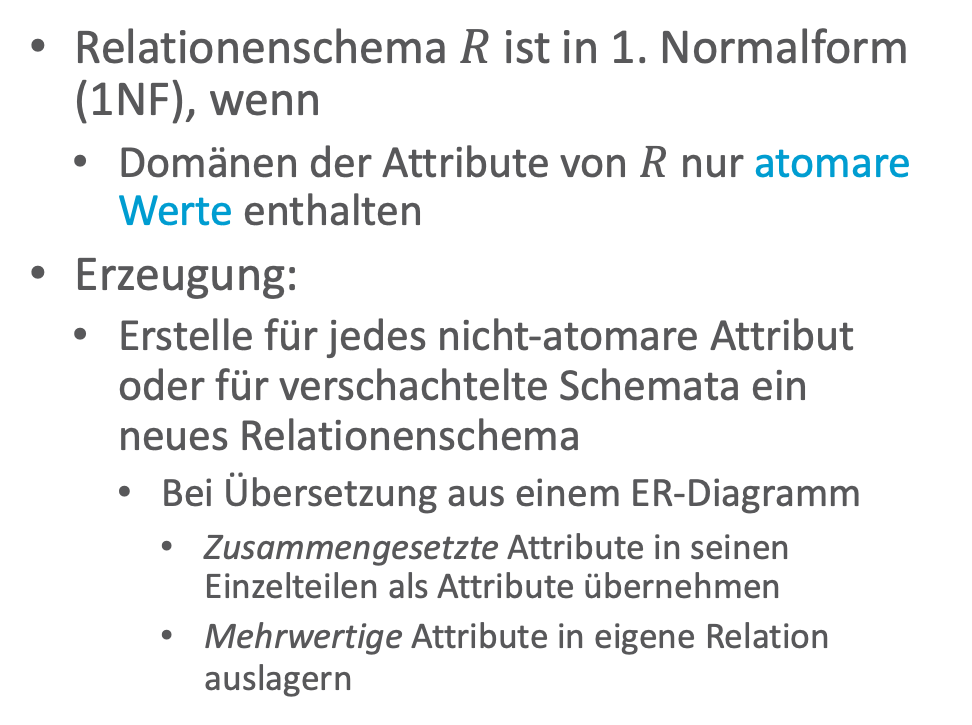 • Relationenschema R ist in 1. Normalform
(1NF), wenn
• Domänen der Attribute von R nur atomare
Werte enthalten
• Erzeugung:
• Erstelle für jedes nicht-atomare Attribut
oder für verschachtelte Schemata ein
neues Relationenschema
• Bei Übersetzung aus einem ER-Diagramm
• Zusammengesetzte Attribute in seinen
Einzelteilen als Attribute übernehmen
• Mehrwertige Attribute in eigene Relation
auslagern